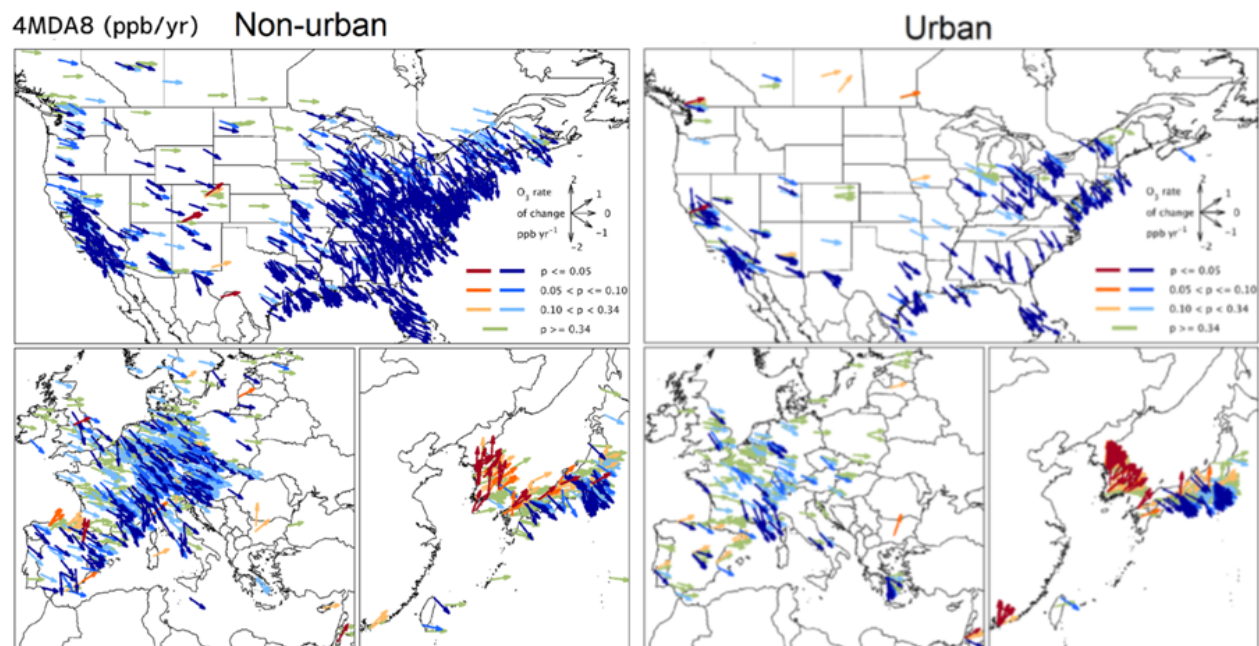 4MDA8 (ppb/yr) Non-urban
Urban
O3 rate
of change
ppb yr-1
2
1
0
-1
-2
p <= 0.05
0.05 < p <= 0.10
0.10 < p < 0.34
p >= 0.34
O3 rate
of change
ppb yr-1
2
1
0
-1
-2
p <= 0.05
0.05 < p <= 0.10
0.10 < p < 0.34
p >= 0.34